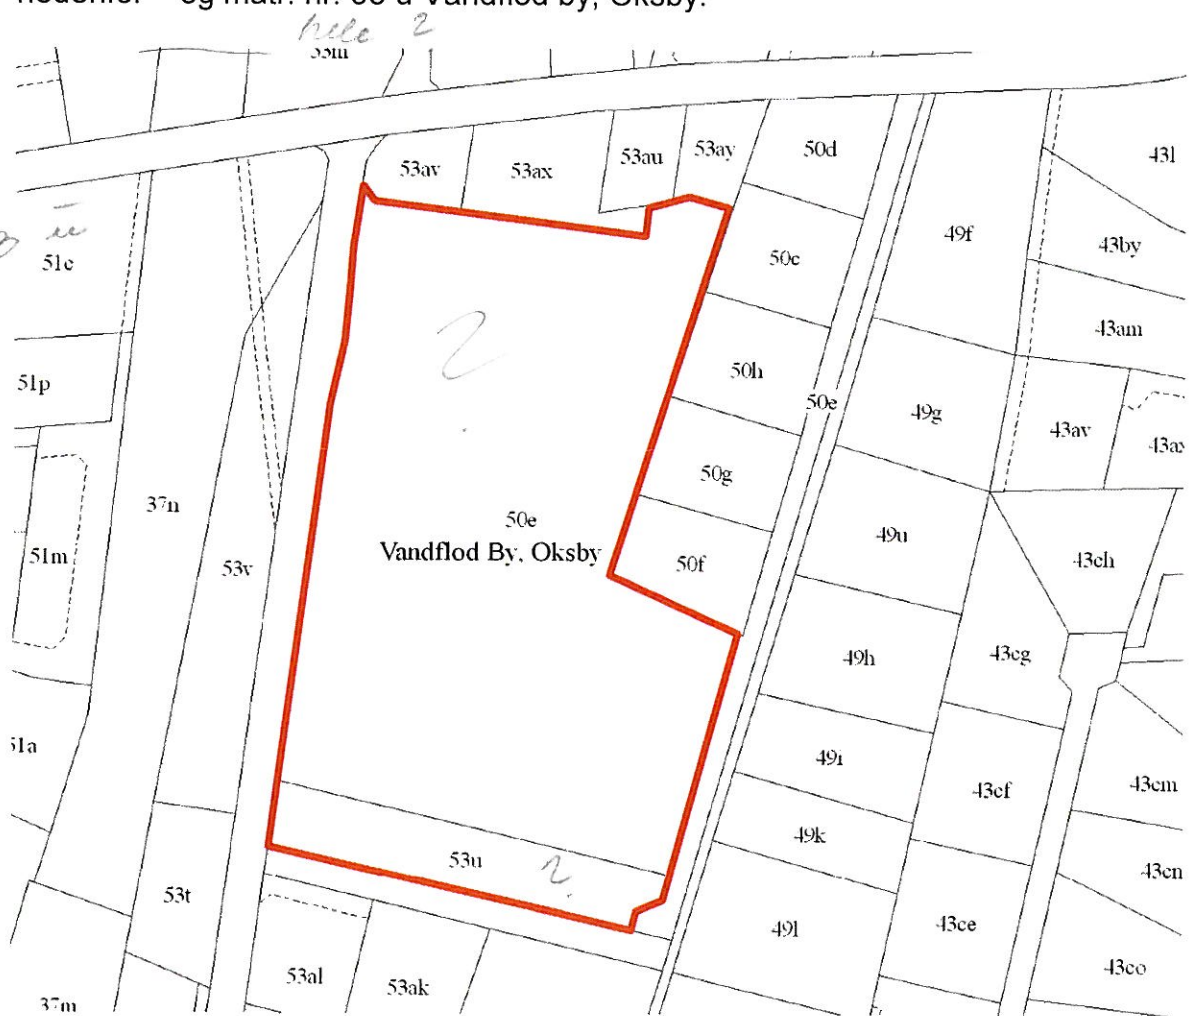 og matr. nr. 53 u Vandflod by, Oksby.
hele 2
53m
53av
53ax
53au
53ay
50d
43l
51c
50c
49f
43by
43am
51p
50h
50e
49g
43av
50g
37n
50e
Vandflod By, Oksby
49u
51m
53v
50f
43ch
49h
43cg
49i
43cf
43cm
53u
49k
43cn
53t
49l
43ce
53al
53ak
43co
37m